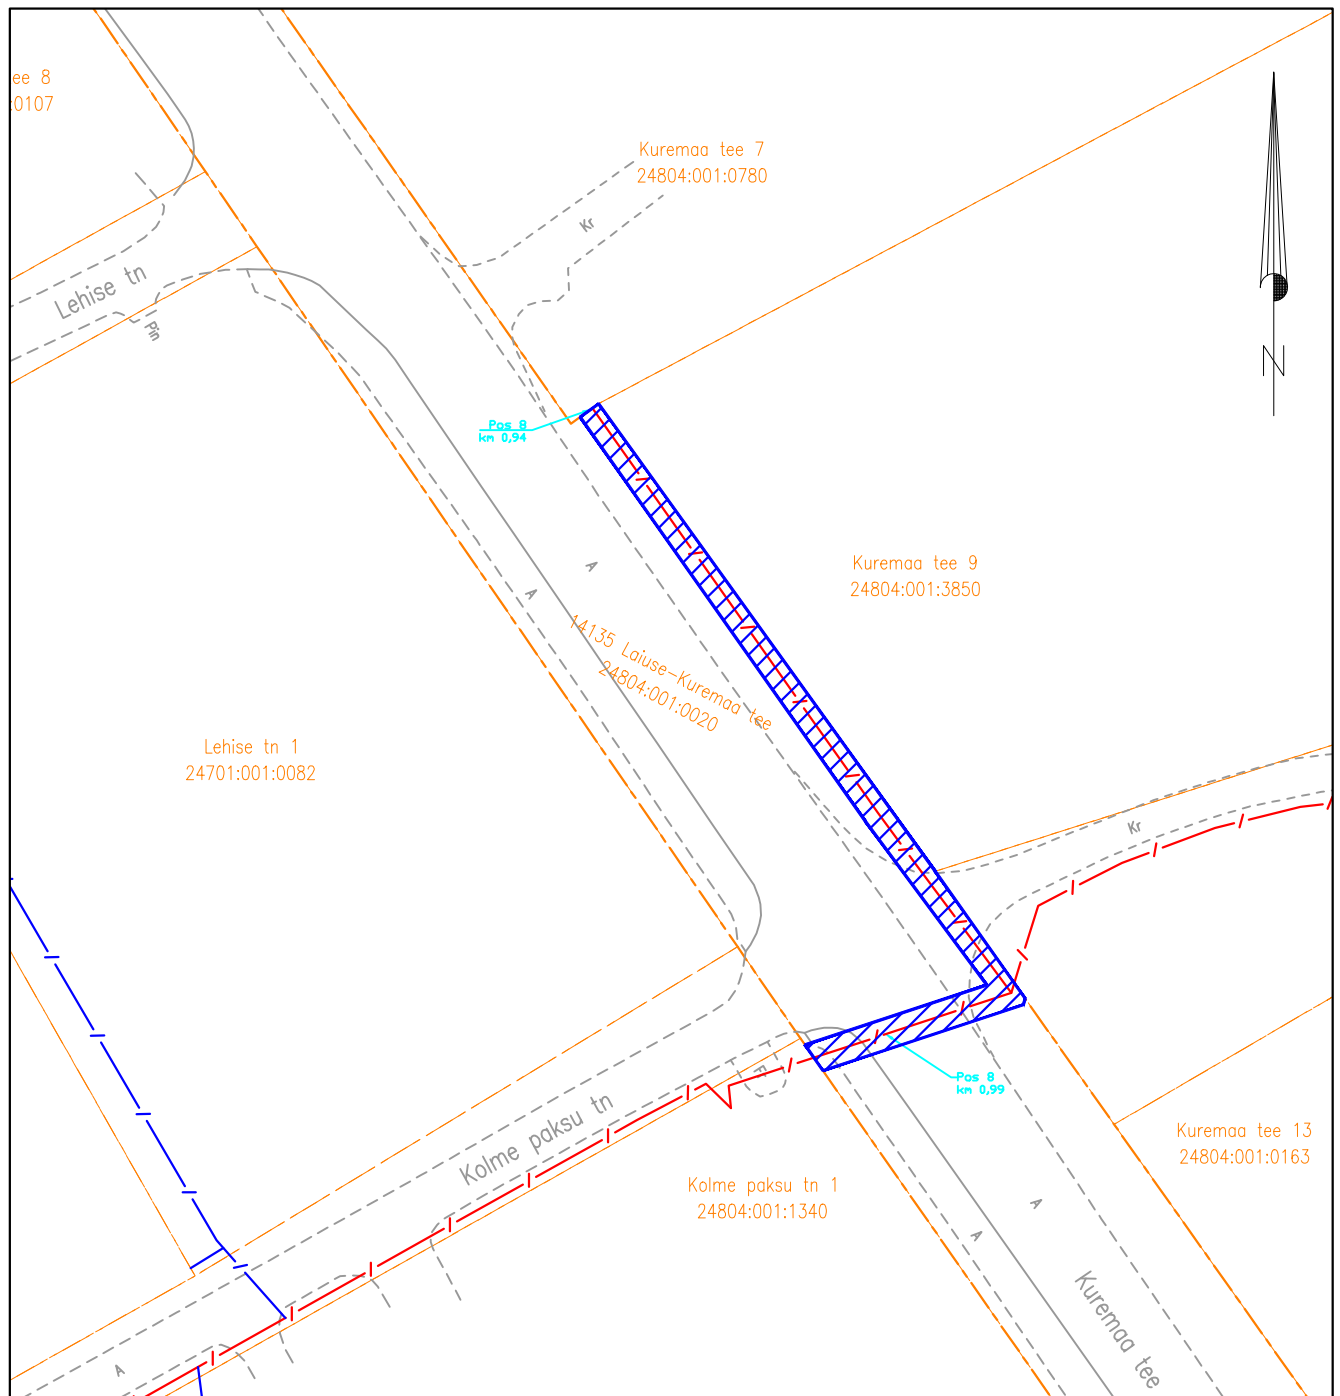 ee 8
:0107
Kuremaa tee 7
24804:001:0780
Kr
Lehise tn
Pin
N
Pos 8
km 0,94
A
A
Kuremaa tee 9
24804:001:3850
14135 Laiuse-Kuremaa tee
24804:001:0020
Lehise tn 1
24701:001:0082
Kr
Pos 8
km 0,99
Kolme paksu tn
Kuremaa tee 13
24804:001:0163
Kolme paksu tn 1
24804:001:1340
A
A
Kuremaa tee
A